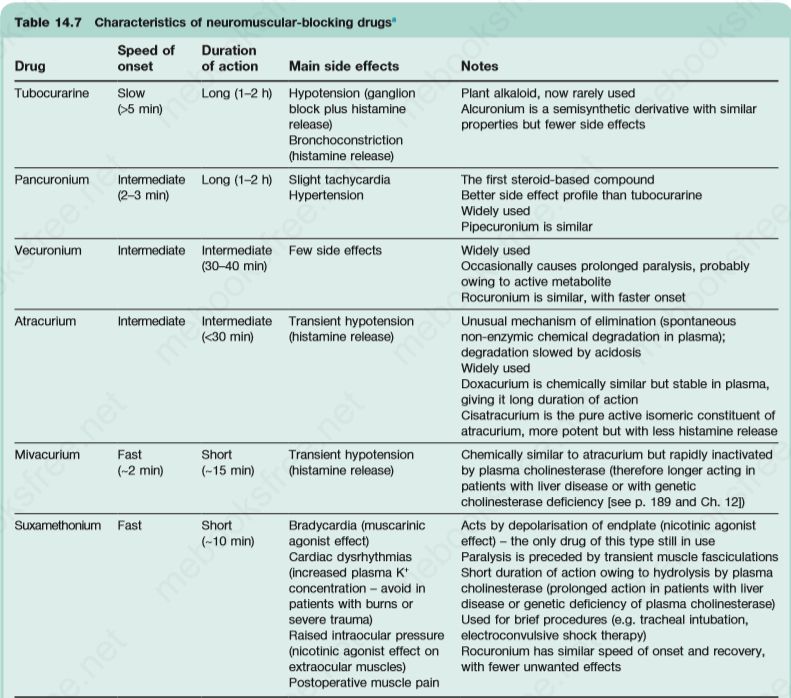 Table 14.7 Characteristics of neuromuscular-blocking drugsª
Drug
Speed of onset
Duration of action
Main side effects
Notes
Tubocurarine
Slow
(>5 min)
Long (1–2 h)
Hypotension (ganglion
block plus histamine
release)
Bronchoconstriction
(histamine release)
Plant alkaloid, now rarely used
Alcuronium is a semisynthetic derivative with similar
properties but fewer side effects
Pancuronium
Intermediate
(2–3 min)
Long (1–2 h)
Slight tachycardia
Hypertension
The first steroid-based compound
Better side effect profile than tubocurarine
Widely used
Pipecuronium is similar
Vecuronium
Intermediate
Intermediate
(30–40 min)
Few side effects
Widely used
Occasionally causes prolonged paralysis, probably
owing to active metabolite
Rocuronium is similar, with faster onset
Atracurium
Intermediate
Intermediate
(<30 min)
Transient hypotension
(histamine release)
Unusual mechanism of elimination (spontaneous
non-enzymic chemical degradation in plasma);
degradation slowed by acidosis
Widely used
Doxacurium is chemically similar but stable in plasma,
giving it long duration of action
Cisatracurium is the pure active isomeric constituent of
atracurium, more potent but with less histamine release
Mivacurium
Fast
(~2 min)
Short
(~15 min)
Transient hypotension
(histamine release)
Chemically similar to atracurium but rapidly inactivated
by plasma cholinesterase (therefore longer acting in
patients with liver disease or with genetic
cholinesterase deficiency [see p. 189 and Ch. 12])
Suxamethonium
Fast
Short
(~10 min)
Bradycardia (muscarinic
agonist effect)
Cardiac dysrhythmias
(increased plasma K⁺
concentration – avoid in
patients with burns or
severe trauma)
Raised intraocular pressure
(nicotinic agonist effect on
extraocular muscles)
Postoperative muscle pain
Acts by depolarisation of endplate (nicotinic agonist
effect) – the only drug of this type still in use
Paralysis is preceded by transient muscle fasciculations
Short duration of action owing to hydrolysis by plasma
cholinesterase (prolonged action in patients with liver
disease or genetic deficiency of plasma cholinesterase)
Used for brief procedures (e.g. tracheal intubation,
electroconvulsive shock therapy)
Rocuronium has similar speed of onset and recovery,
with fewer unwanted effects